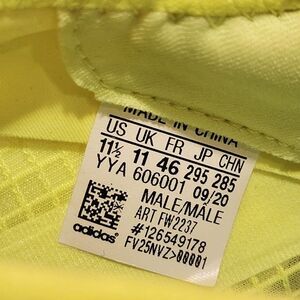 MADE IN CHINA
US UK FR JP CHN
11½ 11 46 295 285
YYA 606001 09/20
MALE/MALE
ART FW2237
#126549178
FV25NVZ>00001
adidas